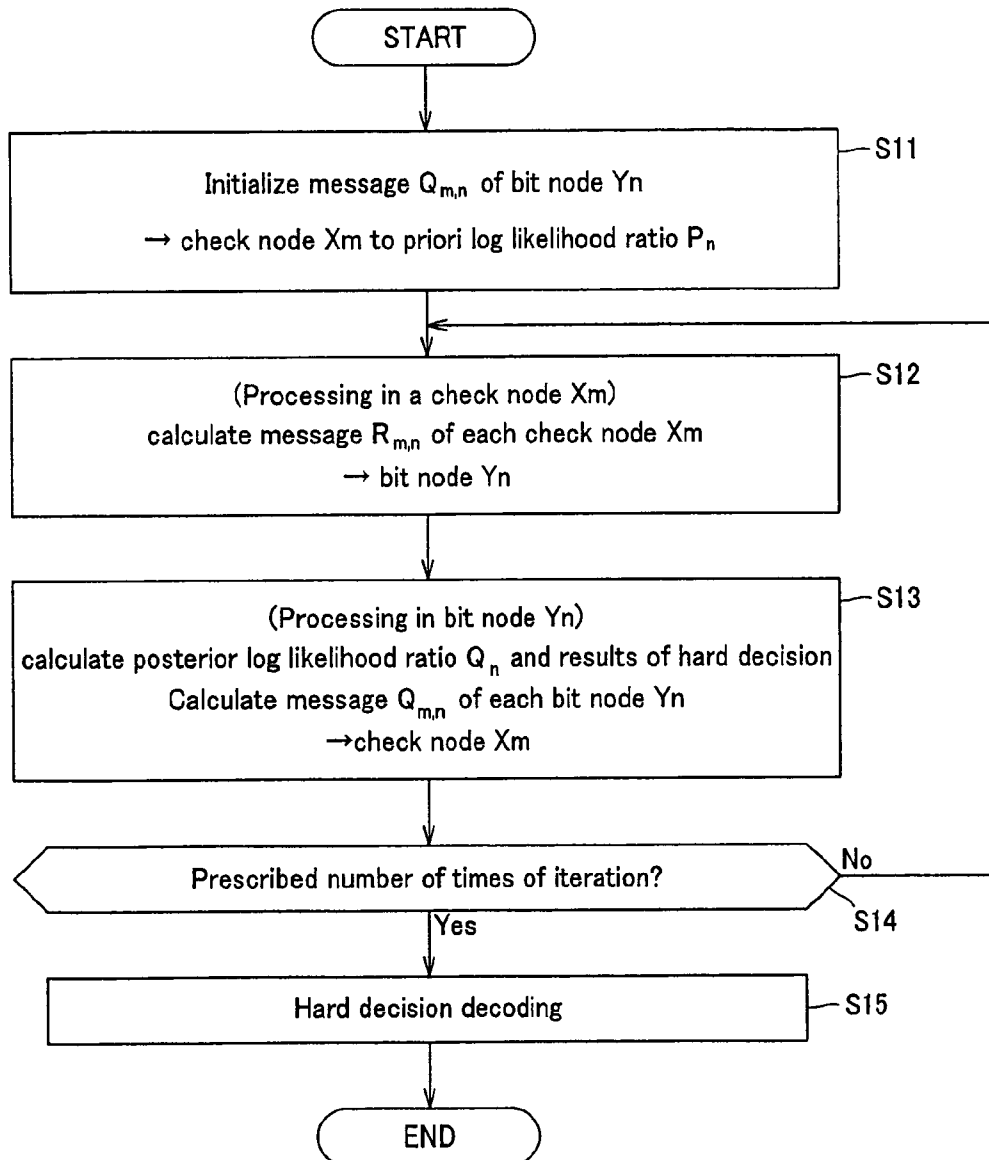 START
S11
Initialize message Qm,n of bit node Yn
→ check node Xm to priori log likelihood ratio Pn
S12
(Processing in a check node Xm)
calculate message Rm,n of each check node Xm
→ bit node Yn
S13
(Processing in bit node Yn)
calculate posterior log likelihood ratio Qn and results of hard decision
Calculate message Qm,n of each bit node Yn
→check node Xm
Prescribed number of times of iteration?
No
S14
Yes
Hard decision decoding
S15
END